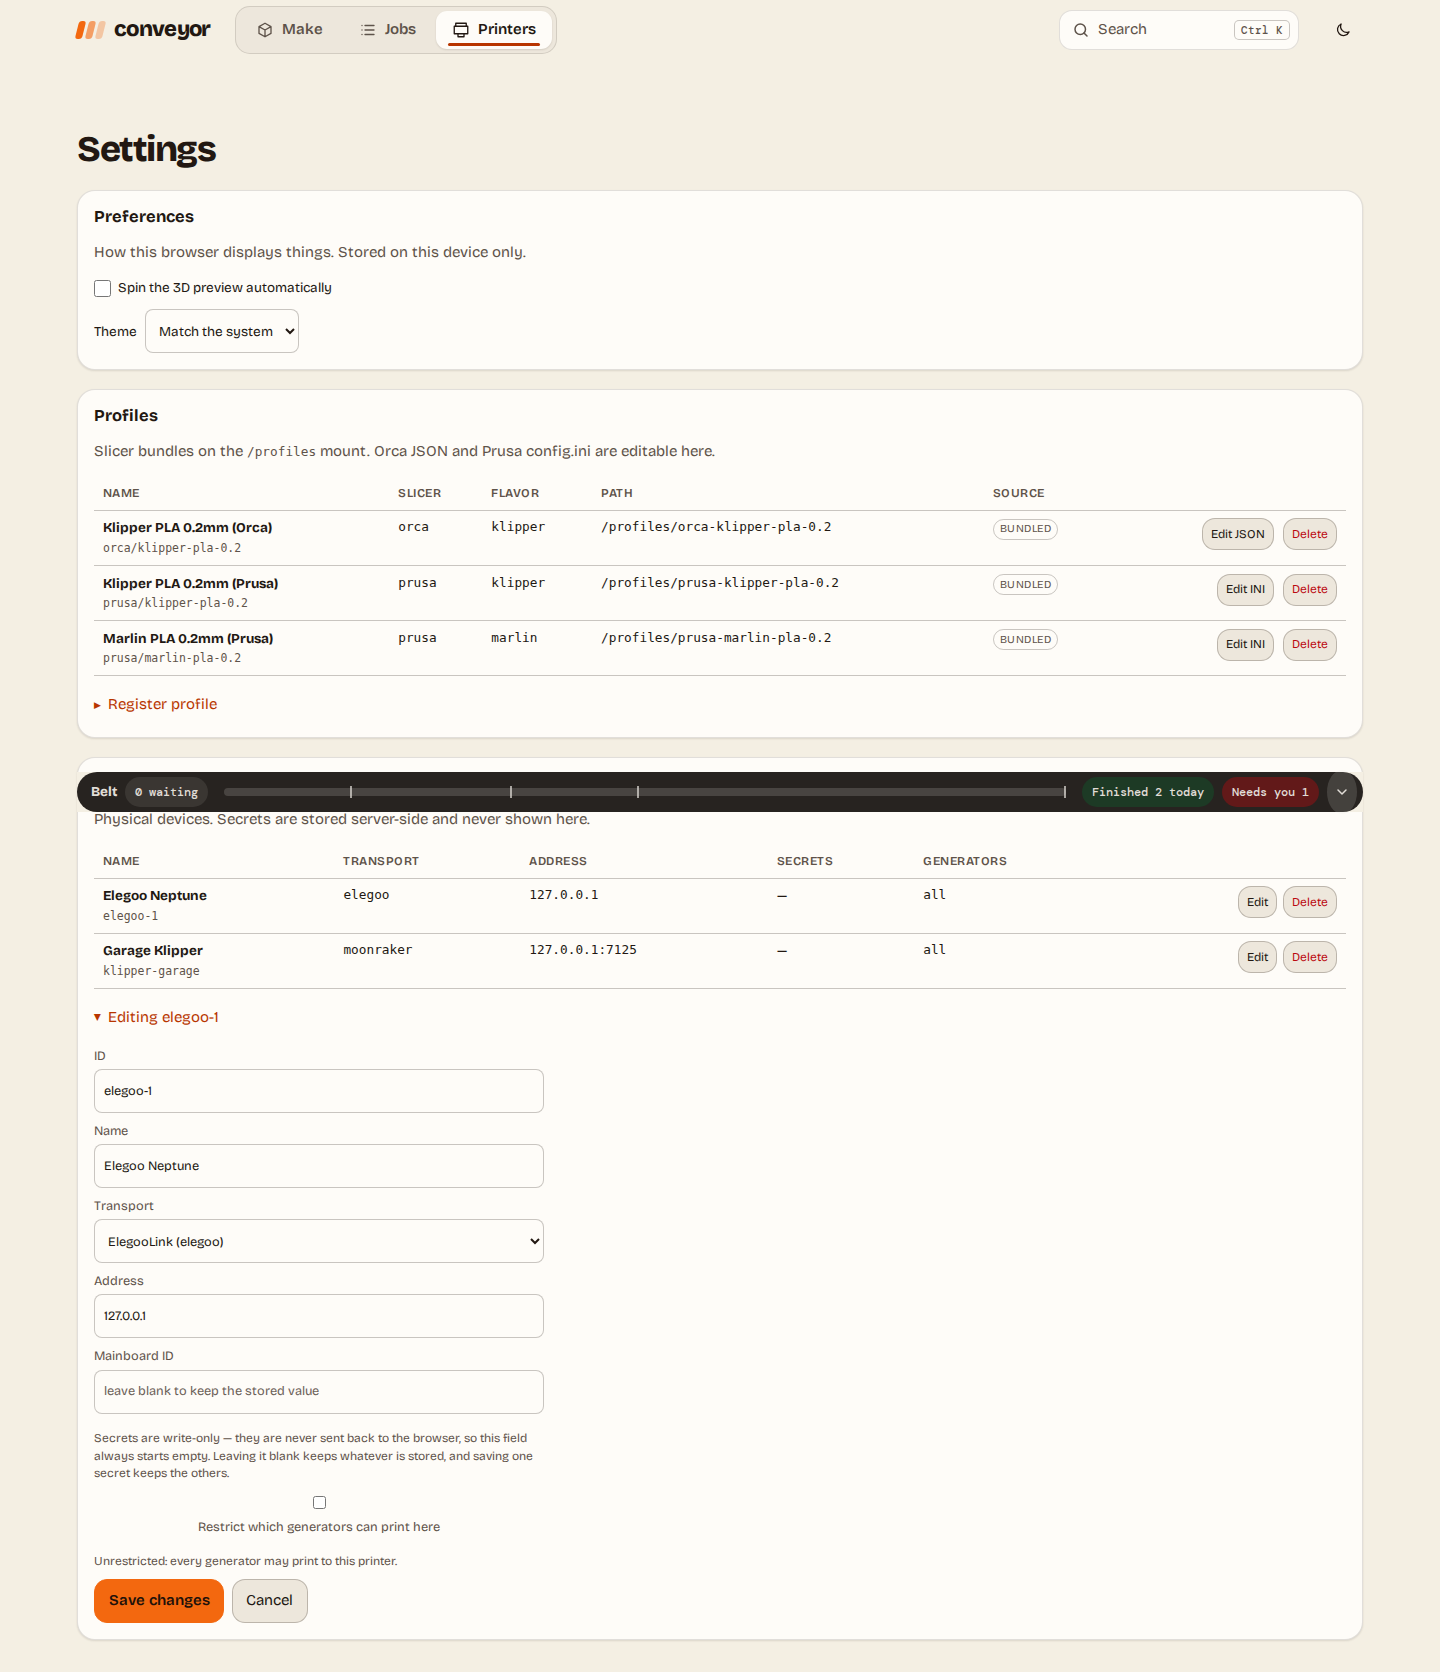 conveyor
Make
Jobs
Printers
Search
Ctrl K
Settings
Preferences
How this browser displays things. Stored on this device only.
Spin the 3D preview automatically
Theme
Match the system
Profiles
Slicer bundles on the /profiles mount. Orca JSON and Prusa config.ini are editable here.
NAME SLICER FLAVOR PATH SOURCE
Klipper PLA 0.2mm (Orca) orca klipper /profiles/orca-klipper-pla-0.2 BUNDLED Edit JSON Delete
orca/klipper-pla-0.2
Klipper PLA 0.2mm (Prusa) prusa klipper /profiles/prusa-klipper-pla-0.2 BUNDLED Edit INI Delete
prusa/klipper-pla-0.2
Marlin PLA 0.2mm (Prusa) prusa marlin /profiles/prusa-marlin-pla-0.2 BUNDLED Edit INI Delete
prusa/marlin-pla-0.2
Register profile
Belt 0 waiting Finished 2 today Needs you 1
Physical devices. Secrets are stored server-side and never shown here.
NAME TRANSPORT ADDRESS SECRETS GENERATORS
Elegoo Neptune elegoo 127.0.0.1 — all Edit Delete
elegoo-1
Garage Klipper moonraker 127.0.0.1:7125 — all Edit Delete
klipper-garage
Editing elegoo-1
ID
elegoo-1
Name
Elegoo Neptune
Transport
ElegooLink (elegoo)
Address
127.0.0.1
Mainboard ID
leave blank to keep the stored value
Secrets are write-only — they are never sent back to the browser, so this field
always starts empty. Leaving it blank keeps whatever is stored, and saving one
secret keeps the others.
Restrict which generators can print here
Unrestricted: every generator may print to this printer.
Save changes
Cancel